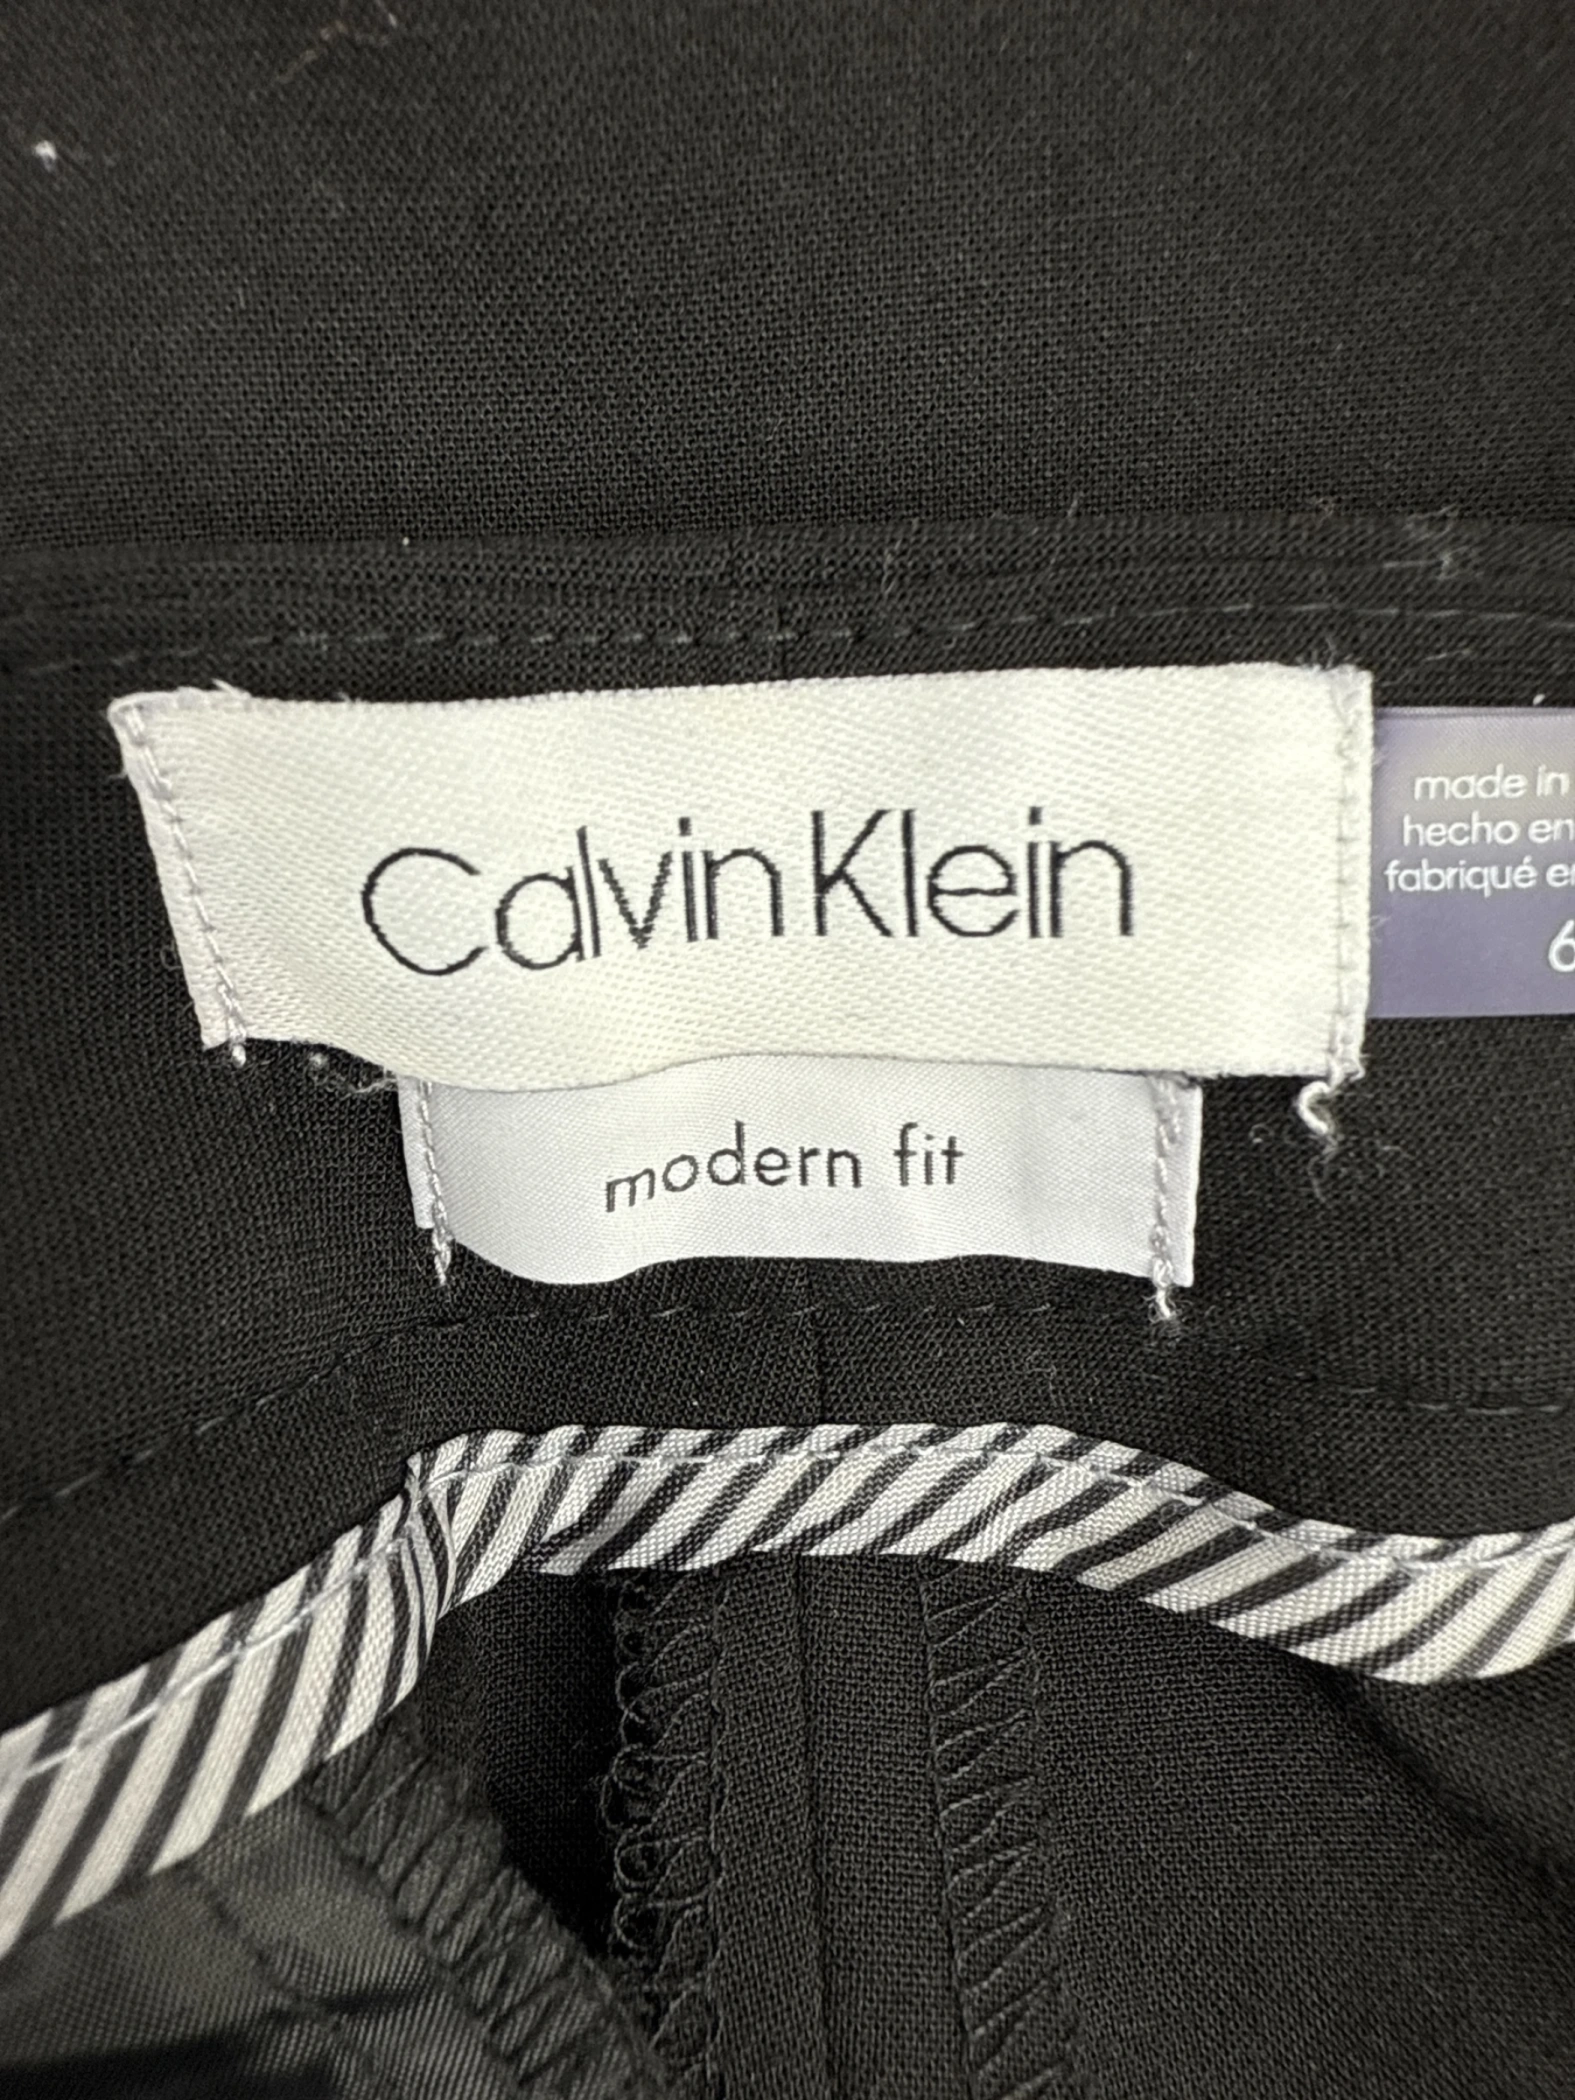 Calvin Klein
modern fit
made in
hecho en
fabriqué en
6